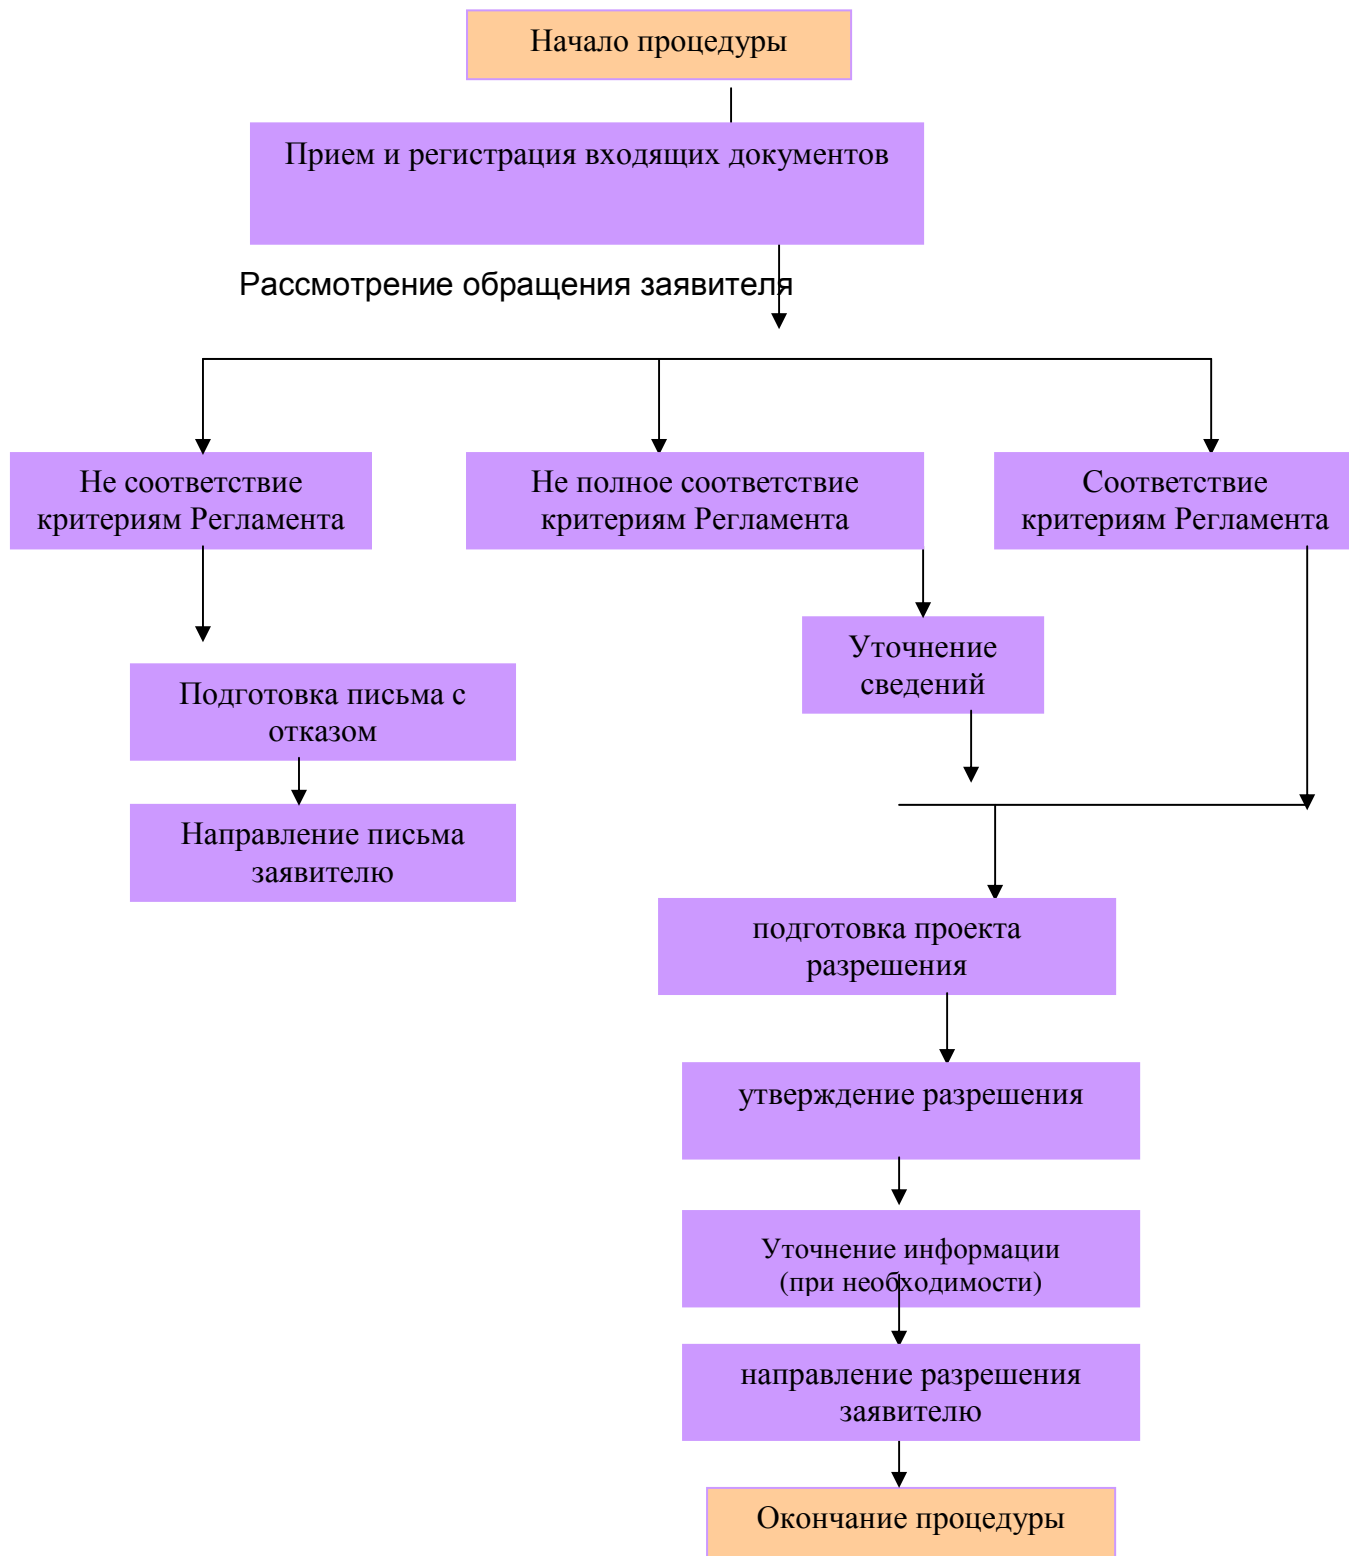 Начало процедуры
Прием и регистрация входящих документов
Рассмотрение обращения заявителя
Не соответствие
критериям Регламента
Не полное соответствие
критериям Регламента
Соответствие
критериям Регламента
Уточнение
сведений
Подготовка письма с
отказом
Направление письма
заявителю
подготовка проекта
разрешения
утверждение разрешения
Уточнение информации
(при необходимости)
направление разрешения
заявителю
Окончание процедуры